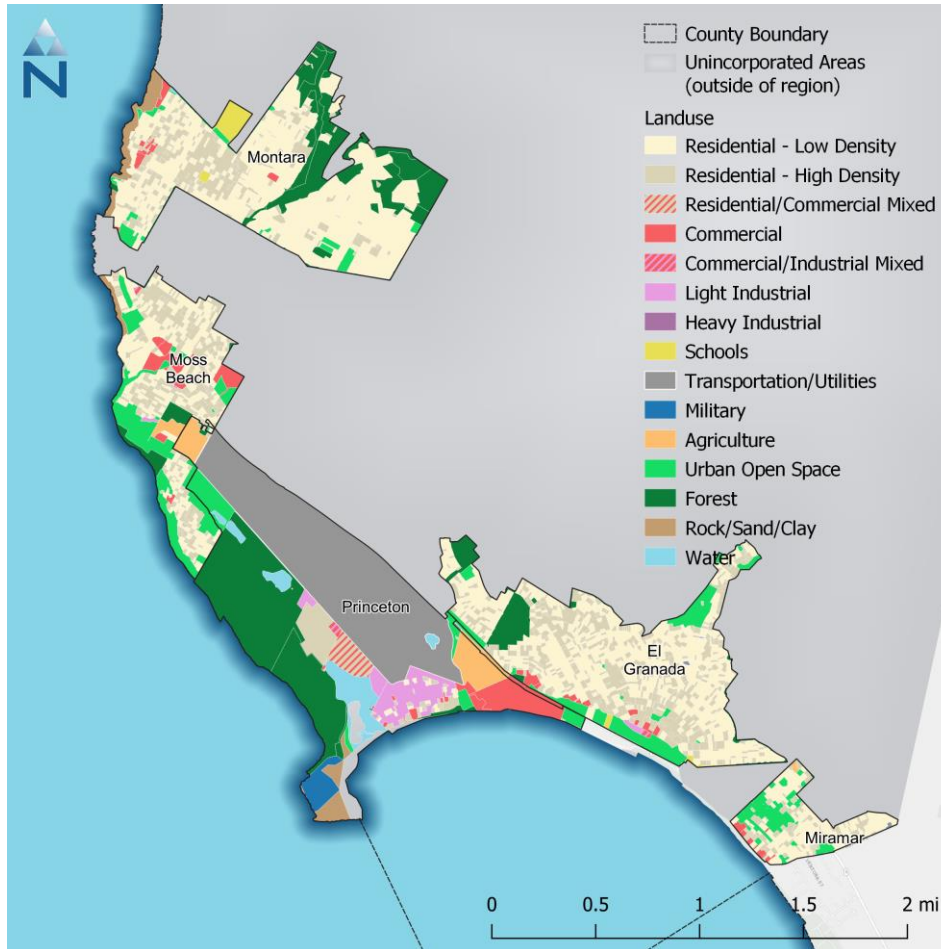 N
County Boundary
Unincorporated Areas
(outside of region)
Landuse
Residential - Low Density
Residential - High Density
Residential/Commercial Mixed
Commercial
Commercial/Industrial Mixed
Light Industrial
Heavy Industrial
Schools
Transportation/Utilities
Military
Agriculture
Urban Open Space
Forest
Rock/Sand/Clay
Water
Montara
Moss
Beach
Princeton
El
Granada
Miramar
0 0.5 1 1.5 2 mi